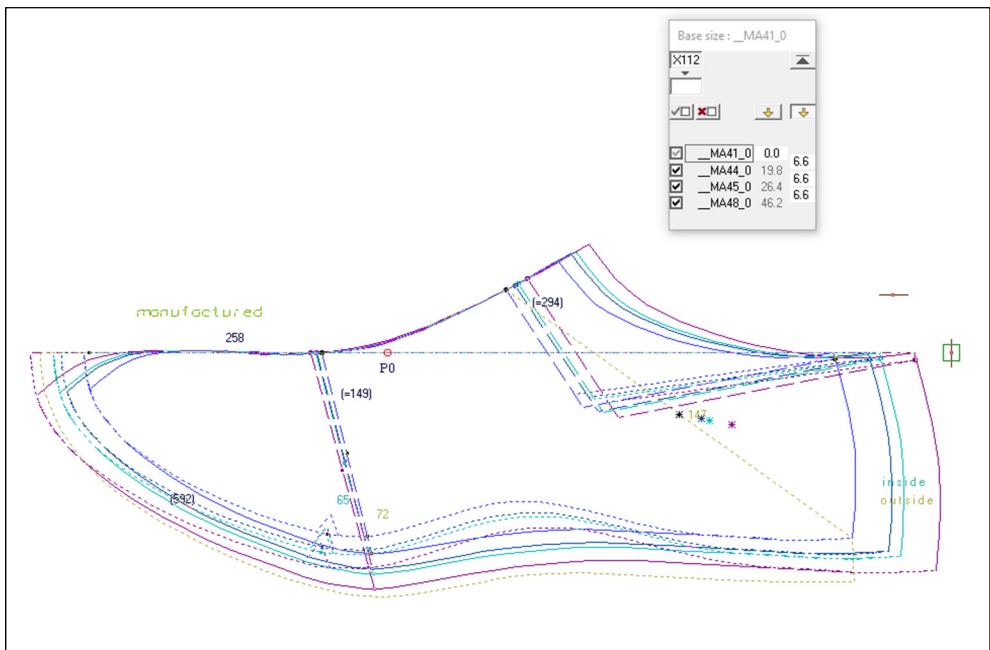 Base size : __MA41_0
X112
__MA41_0 0.0
6.6
__MA44_0 19.8
6.6
__MA45_0 26.4
6.6
__MA48_0 46.2
(=294)
manufactured
258
P0
(=149)
147
inside
outside
(592)
65
72